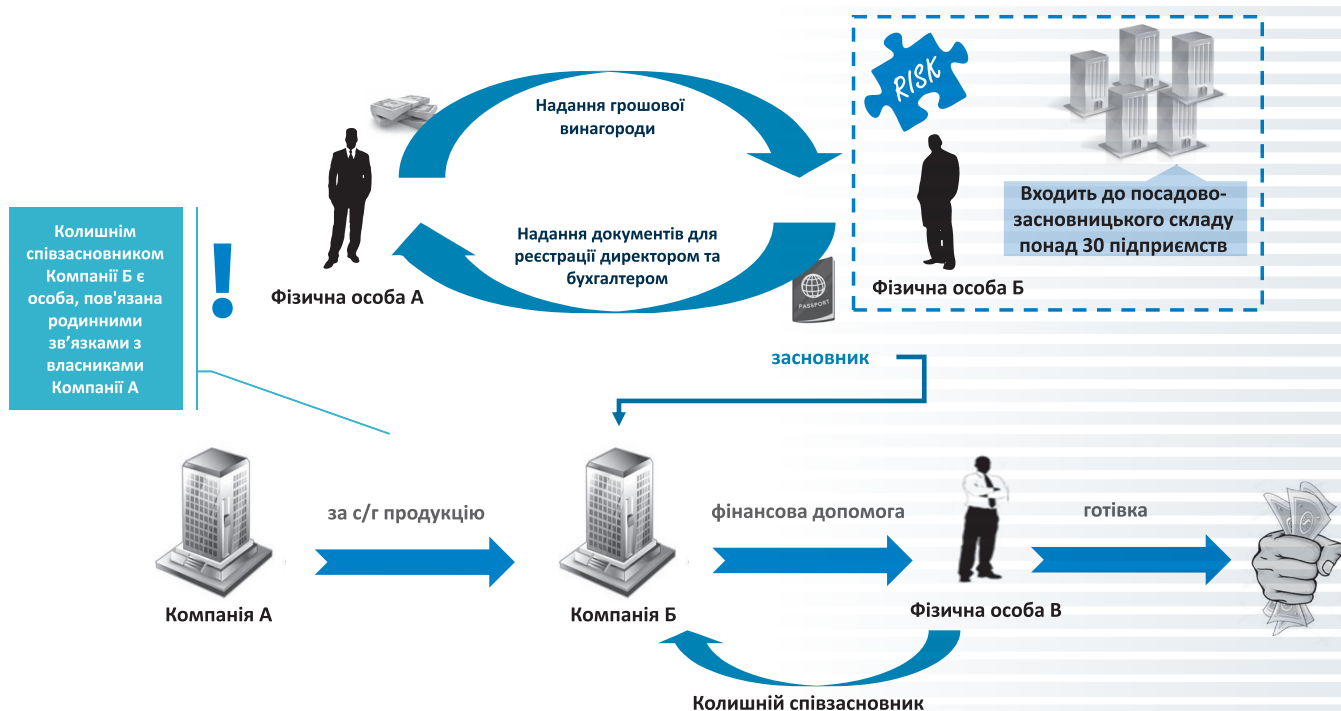 RISK
Надання грошової
винагороди
Входить до посадово-
засновницького складу
понад 30 підприємств
Надання документів для
реєстрації директором та
бухгалтером
Фізична особа А
Фізична особа Б
PASSPORT
Колишнім
співзасновником
Компанії Б є
особа, пов'язана
родинними
зв’язками з
власниками
Компанії А
!
засновник
за с/г продукцію
фінансова допомога
готівка
Компанія А
Компанія Б
Фізична особа В
Колишній співзасновник